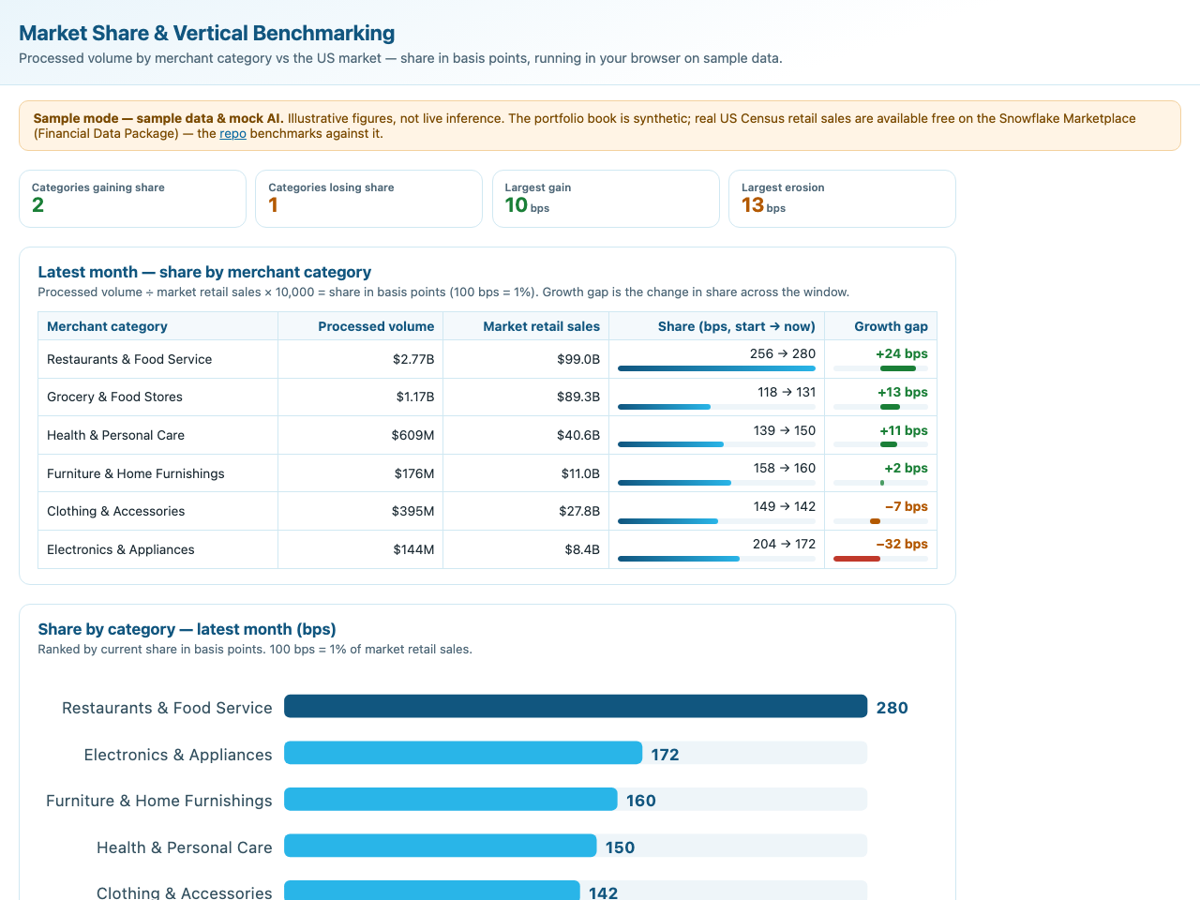 Market Share & Vertical Benchmarking
Processed volume by merchant category vs the US market — share in basis points, running in your browser on sample data.
Sample mode — sample data & mock AI. Illustrative figures, not live inference. The portfolio book is synthetic; real US Census retail sales are available free on the Snowflake Marketplace
(Financial Data Package) — the repo benchmarks against it.
Categories gaining share
2
Categories losing share
1
Largest gain
10 bps
Largest erosion
13 bps
Latest month — share by merchant category
Processed volume ÷ market retail sales × 10,000 = share in basis points (100 bps = 1%). Growth gap is the change in share across the window.
Merchant category Processed volume Market retail sales Share (bps, start → now) Growth gap
Restaurants & Food Service $2.77B $99.0B 256 → 280 +24 bps
Grocery & Food Stores $1.17B $89.3B 118 → 131 +13 bps
Health & Personal Care $609M $40.6B 139 → 150 +11 bps
Furniture & Home Furnishings $176M $11.0B 158 → 160 +2 bps
Clothing & Accessories $395M $27.8B 149 → 142 −7 bps
Electronics & Appliances $144M $8.4B 204 → 172 −32 bps
Share by category — latest month (bps)
Ranked by current share in basis points. 100 bps = 1% of market retail sales.
Restaurants & Food Service 280
Electronics & Appliances 172
Furniture & Home Furnishings 160
Health & Personal Care 150
Clothing & Accessories 142